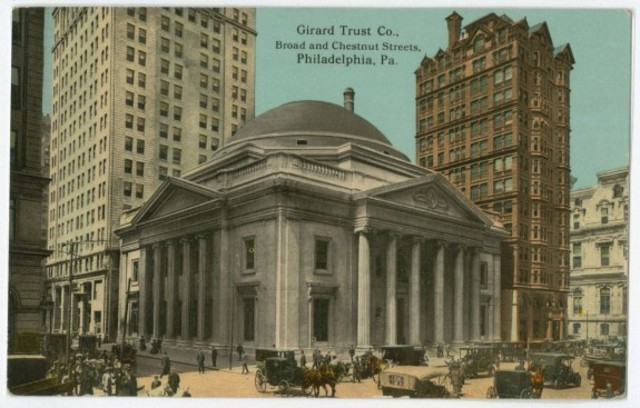 Girard Trust Co.,
Broad and Chestnut Streets,
Philadelphia, Pa.